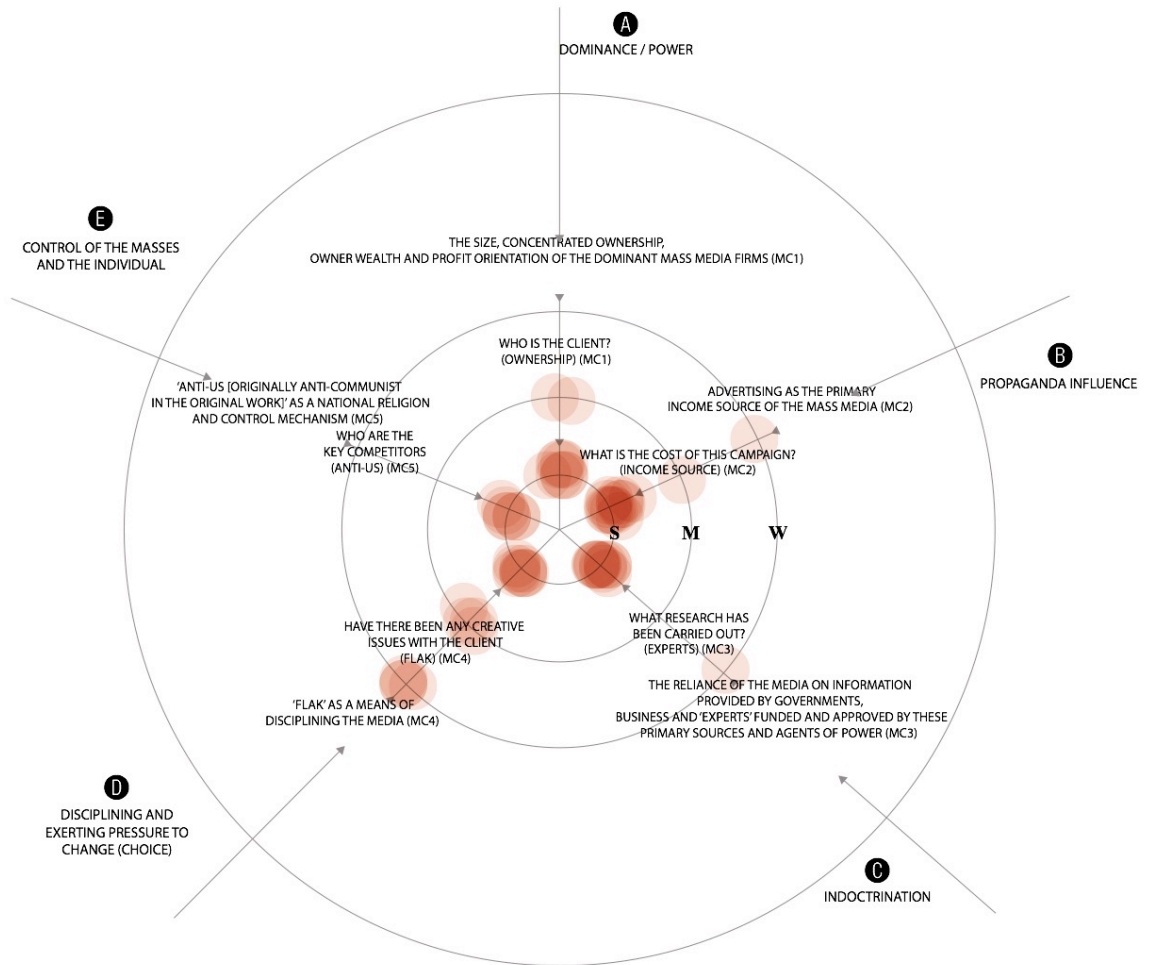 A
DOMINANCE / POWER
E
CONTROL OF THE MASSES
AND THE INDIVIDUAL
THE SIZE, CONCENTRATED OWNERSHIP,
OWNER WEALTH AND PROFIT ORIENTATION OF THE DOMINANT MASS MEDIA FIRMS (MC1)
WHO IS THE CLIENT?
(OWNERSHIP) (MC1)
B
PROPAGANDA INFLUENCE
'ANTI-US [ORIGINALLY ANTI-COMMUNIST
IN THE ORIGINAL WORK]' AS A NATIONAL RELIGION
AND CONTROL MECHANISM (MC5)
ADVERTISING AS THE PRIMARY
INCOME SOURCE OF THE MASS MEDIA (MC2)
WHO ARE THE
KEY COMPETITORS
(ANTI-US) (MC5)
WHAT IS THE COST OF THIS CAMPAIGN?
(INCOME SOURCE) (MC2)
S M W
HAVE THERE BEEN ANY CREATIVE
ISSUES WITH THE CLIENT
(FLAK) (MC4)
WHAT RESEARCH HAS
BEEN CARRIED OUT?
(EXPERTS) (MC3)
'FLAK' AS A MEANS OF
DISCIPLINING THE MEDIA (MC4)
THE RELIANCE OF THE MEDIA ON INFORMATION
PROVIDED BY GOVERNMENTS,
BUSINESS AND 'EXPERTS' FUNDED AND APPROVED BY THESE
PRIMARY SOURCES AND AGENTS OF POWER (MC3)
D
DISCIPLINING AND
EXERTING PRESSURE TO
CHANGE (CHOICE)
C
INDOCTRINATION